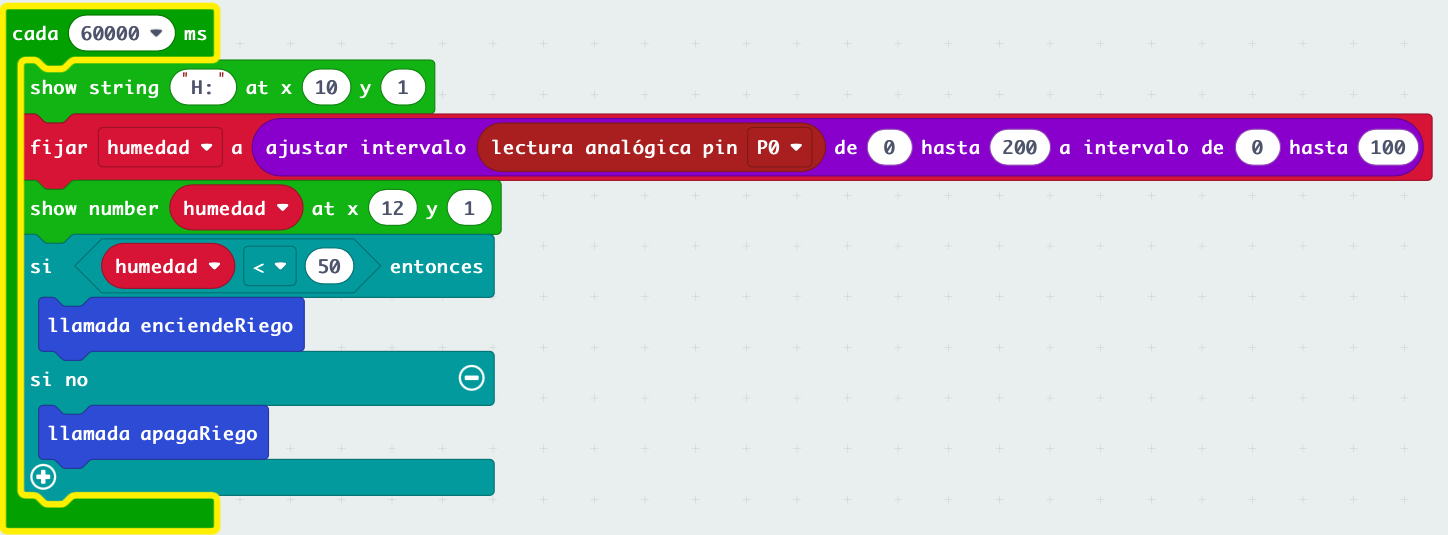 cada 60000 ms
show string "H:" at x 10 y 1
fijar humedad a ajustar intervalo lectura analógica pin P0 de 0 hasta 200 a intervalo de 0 hasta 100
show number humedad at x 12 y 1
si humedad < 50 entonces
llamada enciendeRiego
si no
llamada apagaRiego